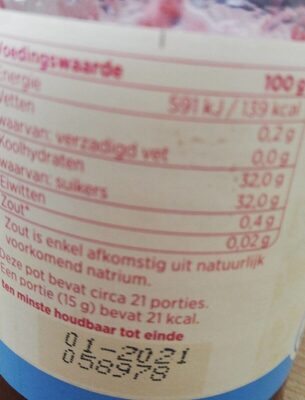 Voedingswaarde 100 g
Energie 591 kJ / 139 kcal
Vetten 0,2 g
waarvan: verzadigd vet 0,0 g
Koolhydraten 32,0 g
waarvan: suikers 32,0 g
Eiwitten 0,4 g
Zout* 0,02 g
Zout is enkel afkomstig uit natuurlijk
voorkomend natrium.
Deze pot bevat circa 21 porties.
Een portie (15 g) bevat 21 kcal.
ten minste houdbaar tot einde
01-2021
058978